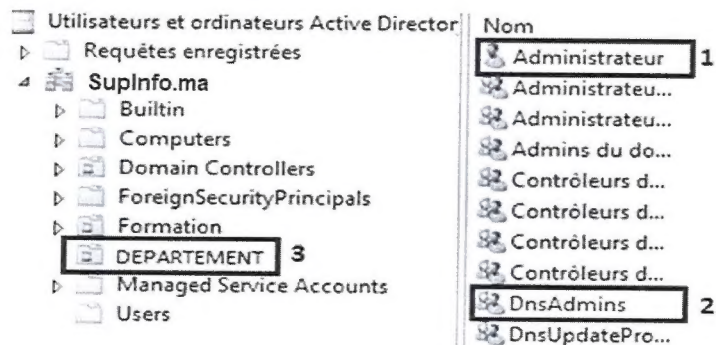 Utilisateurs et ordinateurs Active Director
Requêtes enregistrées
SupInfo.ma
Builtin
Computers
Domain Controllers
ForeignSecurityPrincipals
Formation
DEPARTEMENT 3
Managed Service Accounts
Users
Nom
Administrateur 1
Administrateu...
Administrateu...
Admins du do...
Contrôleurs d...
Contrôleurs d...
Contrôleurs d...
Contrôleurs d...
DnsAdmins 2
DnsUpdatePro...